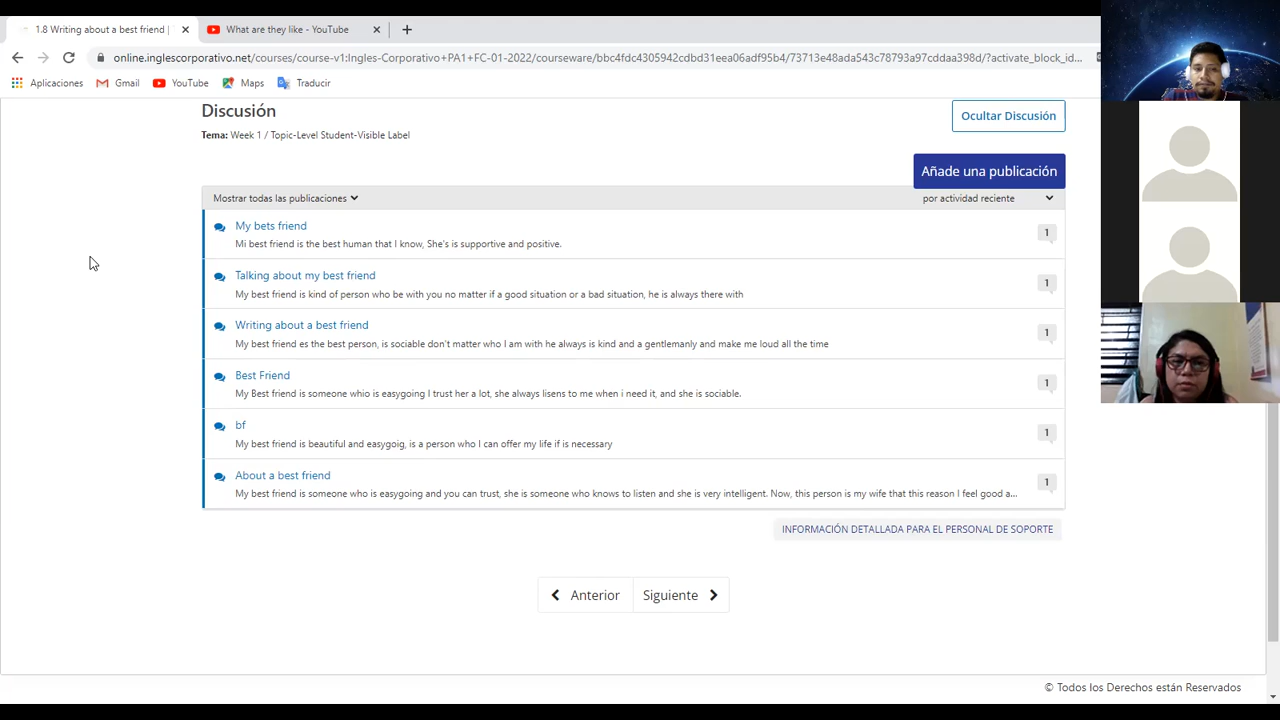 1.8 Writing about a best friend |
What are they like - YouTube
online.inglescorporativo.net/courses/course-v1:Ingles-Corporativo+PA1+FC-01-2022/courseware/bbc4fdc4305942cdbd31eea06adf95b4/73713e48ada543c78793a97cddaa398d/?activate_block_id...
Aplicaciones Gmail YouTube Maps Traducir
Discusión
Ocultar Discusión
Tema: Week 1 / Topic-Level Student-Visible Label
Añade una publicación
Mostrar todas las publicaciones por actividad reciente
My bets friend
1
Mi best friend is the best human that I know, She's is supportive and positive.
Talking about my best friend
1
My best friend is kind of person who be with you no matter if a good situation or a bad situation, he is always there with
Writing about a best friend
1
My best friend es the best person, is sociable don't matter who I am with he always is kind and a gentlemanly and make me loud all the time
Best Friend
1
My Best friend is someone whio is easygoing I trust her a lot, she always lisens to me when i need it, and she is sociable.
bf
1
My best friend is beautiful and easygoig, is a person who I can offer my life if is necessary
About a best friend
1
My best friend is someone who is easygoing and you can trust, she is someone who knows to listen and she is very intelligent. Now, this person is my wife that this reason I feel good a...
INFORMACIÓN DETALLADA PARA EL PERSONAL DE SOPORTE
Anterior Siguiente
© Todos los Derechos están Reservados